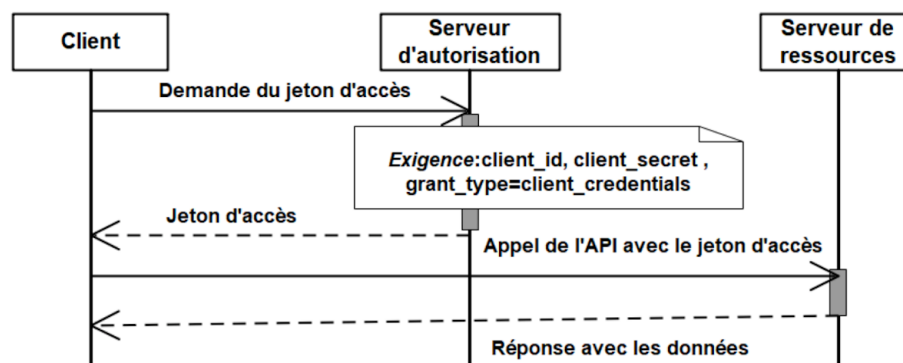 Client
Serveur
d'autorisation
Serveur de
ressources
Demande du jeton d'accès
Exigence:client_id, client_secret ,
grant_type=client_credentials
Jeton d'accès
Appel de l'API avec le jeton d'accès
Réponse avec les données